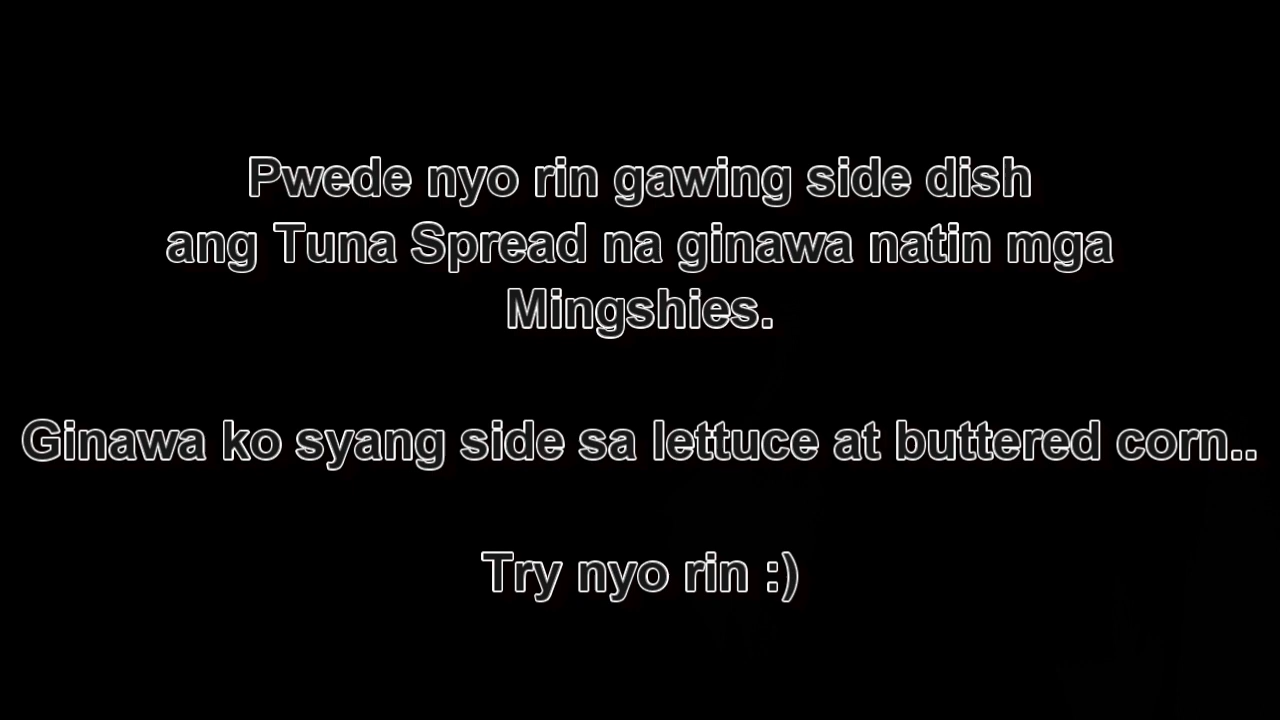 Pwede nyo rin gawing side dish
ang Tuna Spread na ginawa natin mga
Mingshies.
Ginawa ko syang side sa lettuce at buttered corn..
Try nyo rin :)